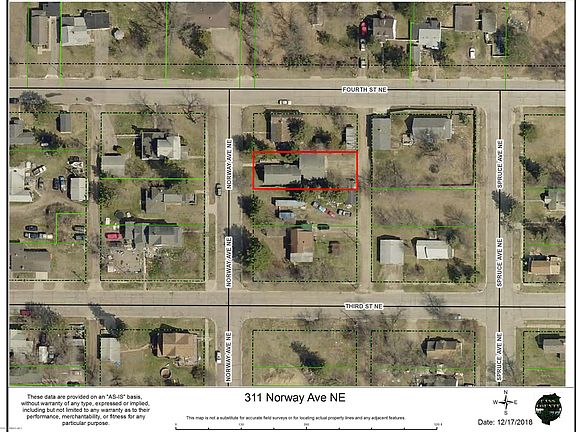 FOURTH ST NE
NORWAY AVE NE
SPRUCE AVE NE
NORWAY AVE NE
SPRUCE AVE NE
THIRD ST NE
NORWAY AVE NE
SPRUCE AVE NE
These data are provided on an "AS-IS" basis,
without warranty of any type, expressed or implied,
including but not limited to any warranty as to their
performance, merchantability, or fitness for any
particular purpose.
311 Norway Ave NE
This map is not a substitute for accurate field surveys or for locating actual property lines and any adjacent features.
N
W
E
S
Date: 12/17/2018
CASS
COUNTY